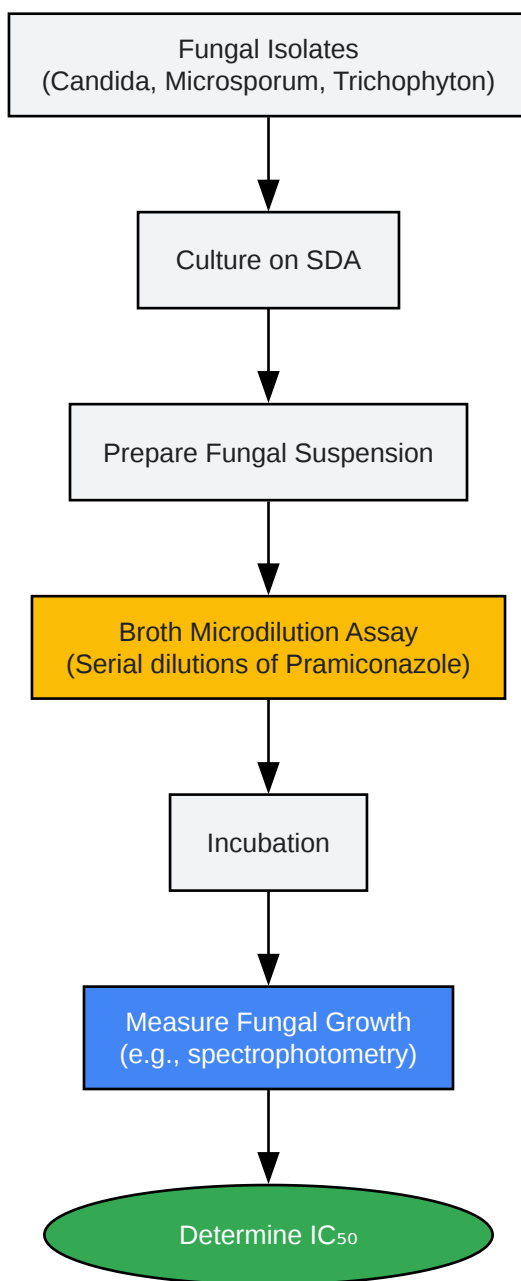 Fungal Isolates
(Candida, Microsporum, Trichophyton)
Culture on SDA
Prepare Fungal Suspension
Broth Microdilution Assay
(Serial dilutions of Pramiconazole)
Incubation
Measure Fungal Growth
(e.g., spectrophotometry)
Determine IC₅₀